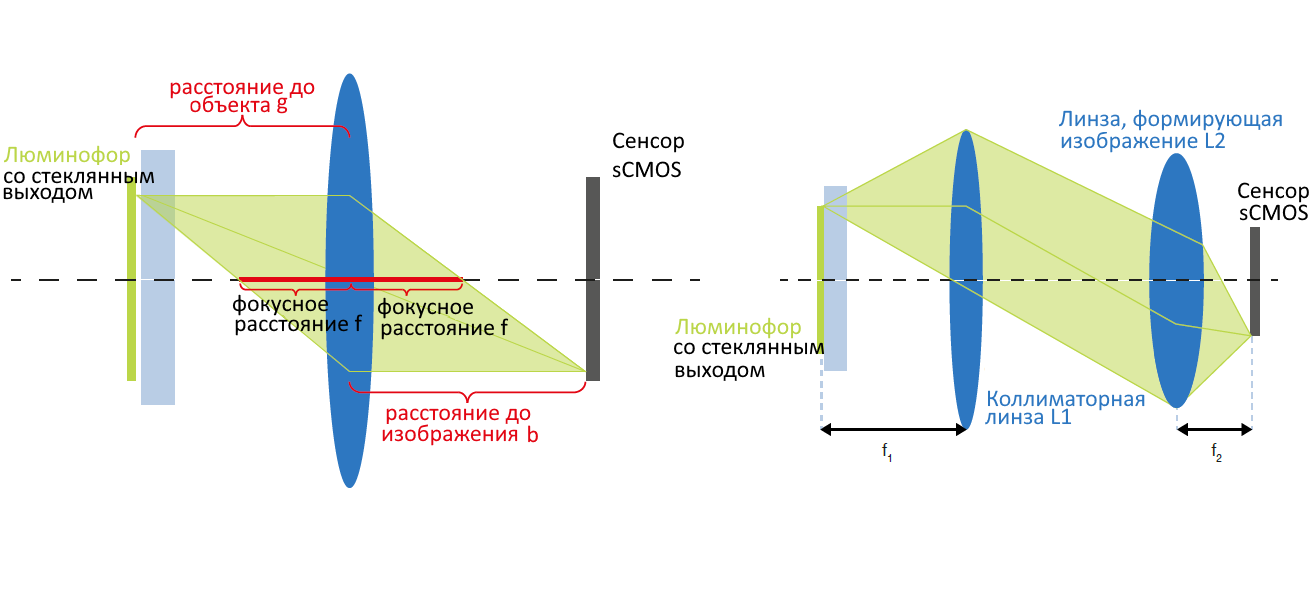 расстояние до
объекта g
Люминофор
со стеклянным
выходом
Сенсор
sCMOS
фокусное
расстояние f
фокусное
расстояние f
расстояние до
изображения b
Линза, формирующая
изображение L2
Сенсор
sCMOS
Люминофор
со стеклянным
выходом
Коллиматорная
линза L1
f1
f2